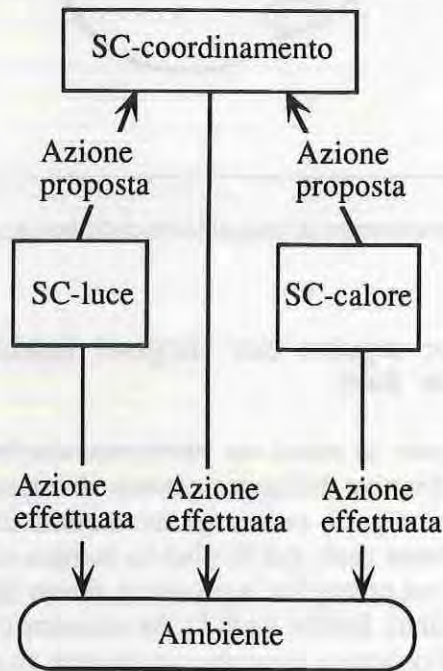 SC-coordinamento
Azione
proposta
Azione
proposta
SC-luce
SC-calore
Azione
effettuata
Azione
effettuata
Azione
effettuata
Ambiente